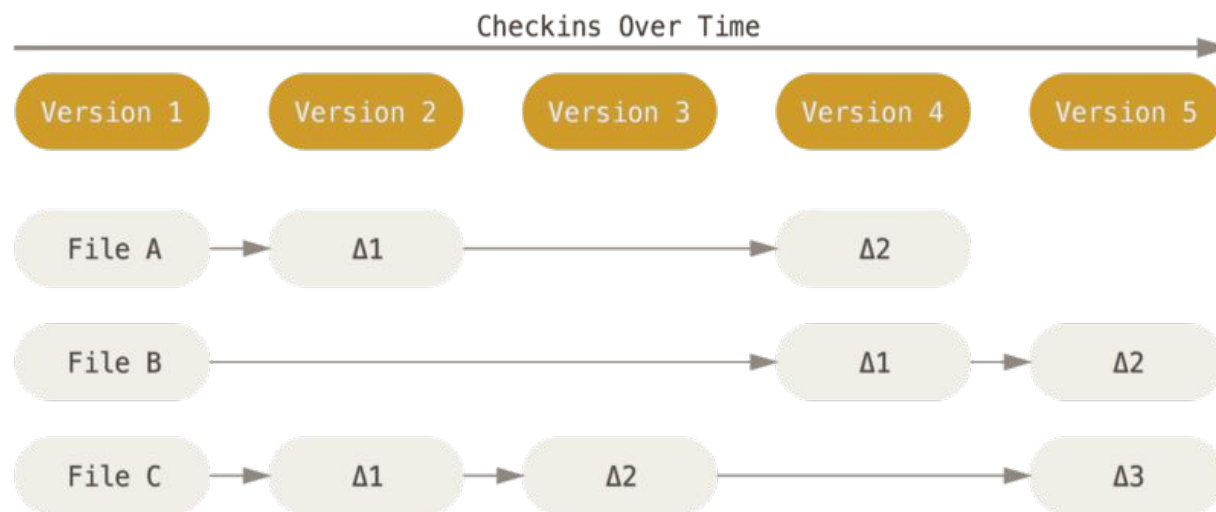 Checkins Over Time
Version 1 Version 2 Version 3 Version 4 Version 5
File A Δ1 Δ2
File B Δ1 Δ2
File C Δ1 Δ2 Δ3